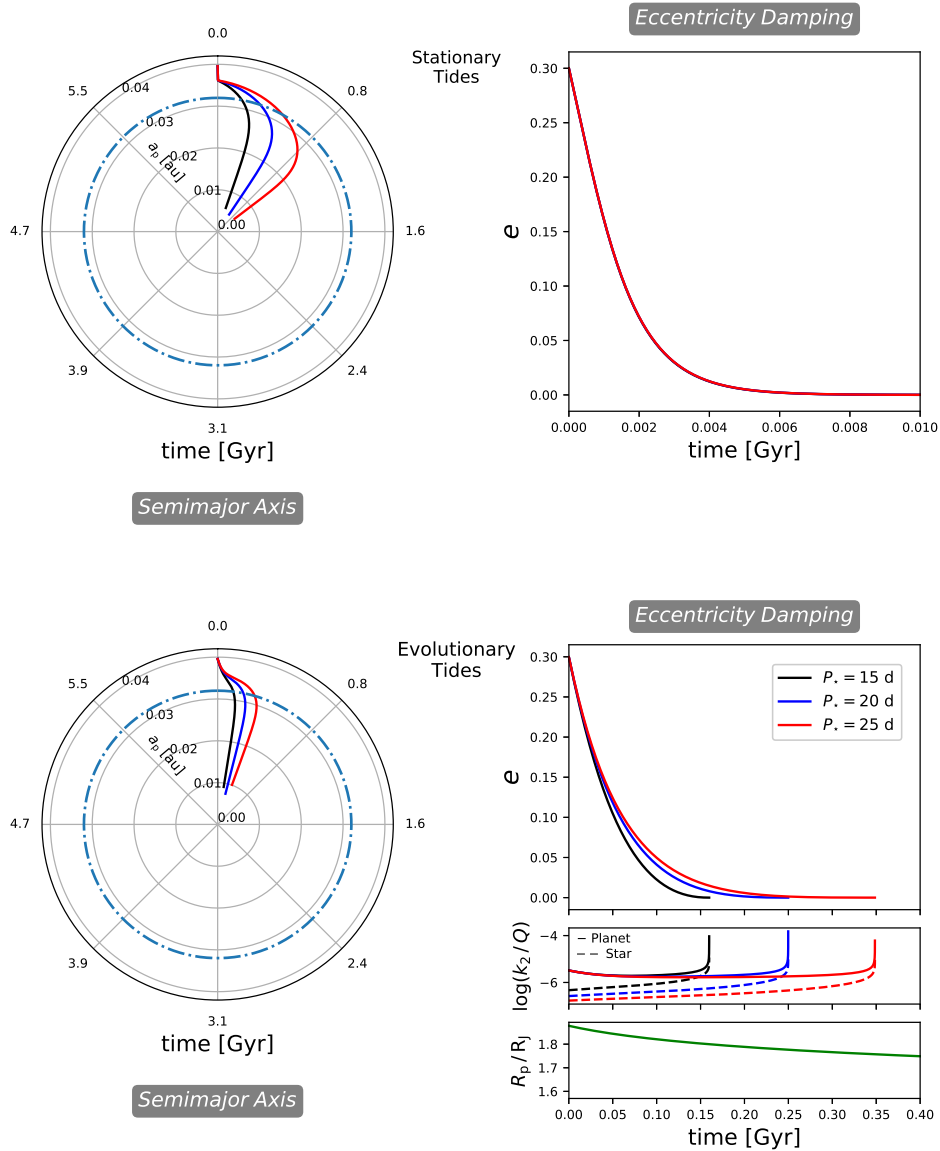 Eccentricity Damping
Stationary
Tides
0.0
0.8
1.6
2.4
3.1
3.9
4.7
5.5
0.04
0.03
0.02
0.01
0.00
aₚ [au]
time [Gyr]
Semimajor Axis
0.30
0.25
0.20
0.15
0.10
0.05
0.00
e
0.000 0.002 0.004 0.006 0.008 0.010
time [Gyr]
Evolutionary
Tides
0.0
0.8
1.6
2.4
3.1
3.9
4.7
5.5
0.04
0.03
0.02
0.01
0.00
aₚ [au]
time [Gyr]
Semimajor Axis
Eccentricity Damping
P⋆ = 15 d
P⋆ = 20 d
P⋆ = 25 d
0.30
0.25
0.20
0.15
0.10
0.05
0.00
e
Planet
Star
−4
−6
log(k₂ / Q)
1.8
1.7
1.6
Rₚ / R_J
0.00 0.05 0.10 0.15 0.20 0.25 0.30 0.35 0.40
time [Gyr]